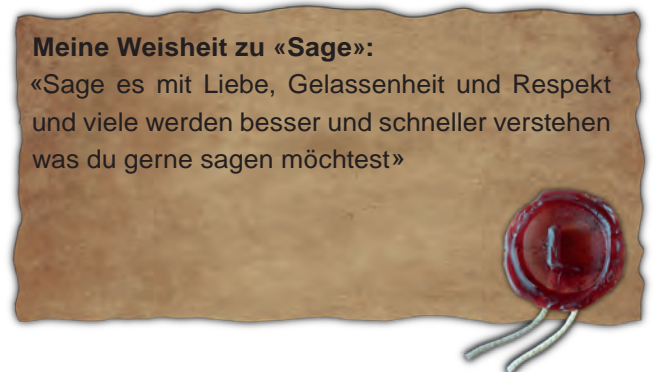 Meine Weisheit zu «Sage»:
«Sage es mit Liebe, Gelassenheit und Respekt
und viele werden besser und schneller verstehen
was du gerne sagen möchtest»